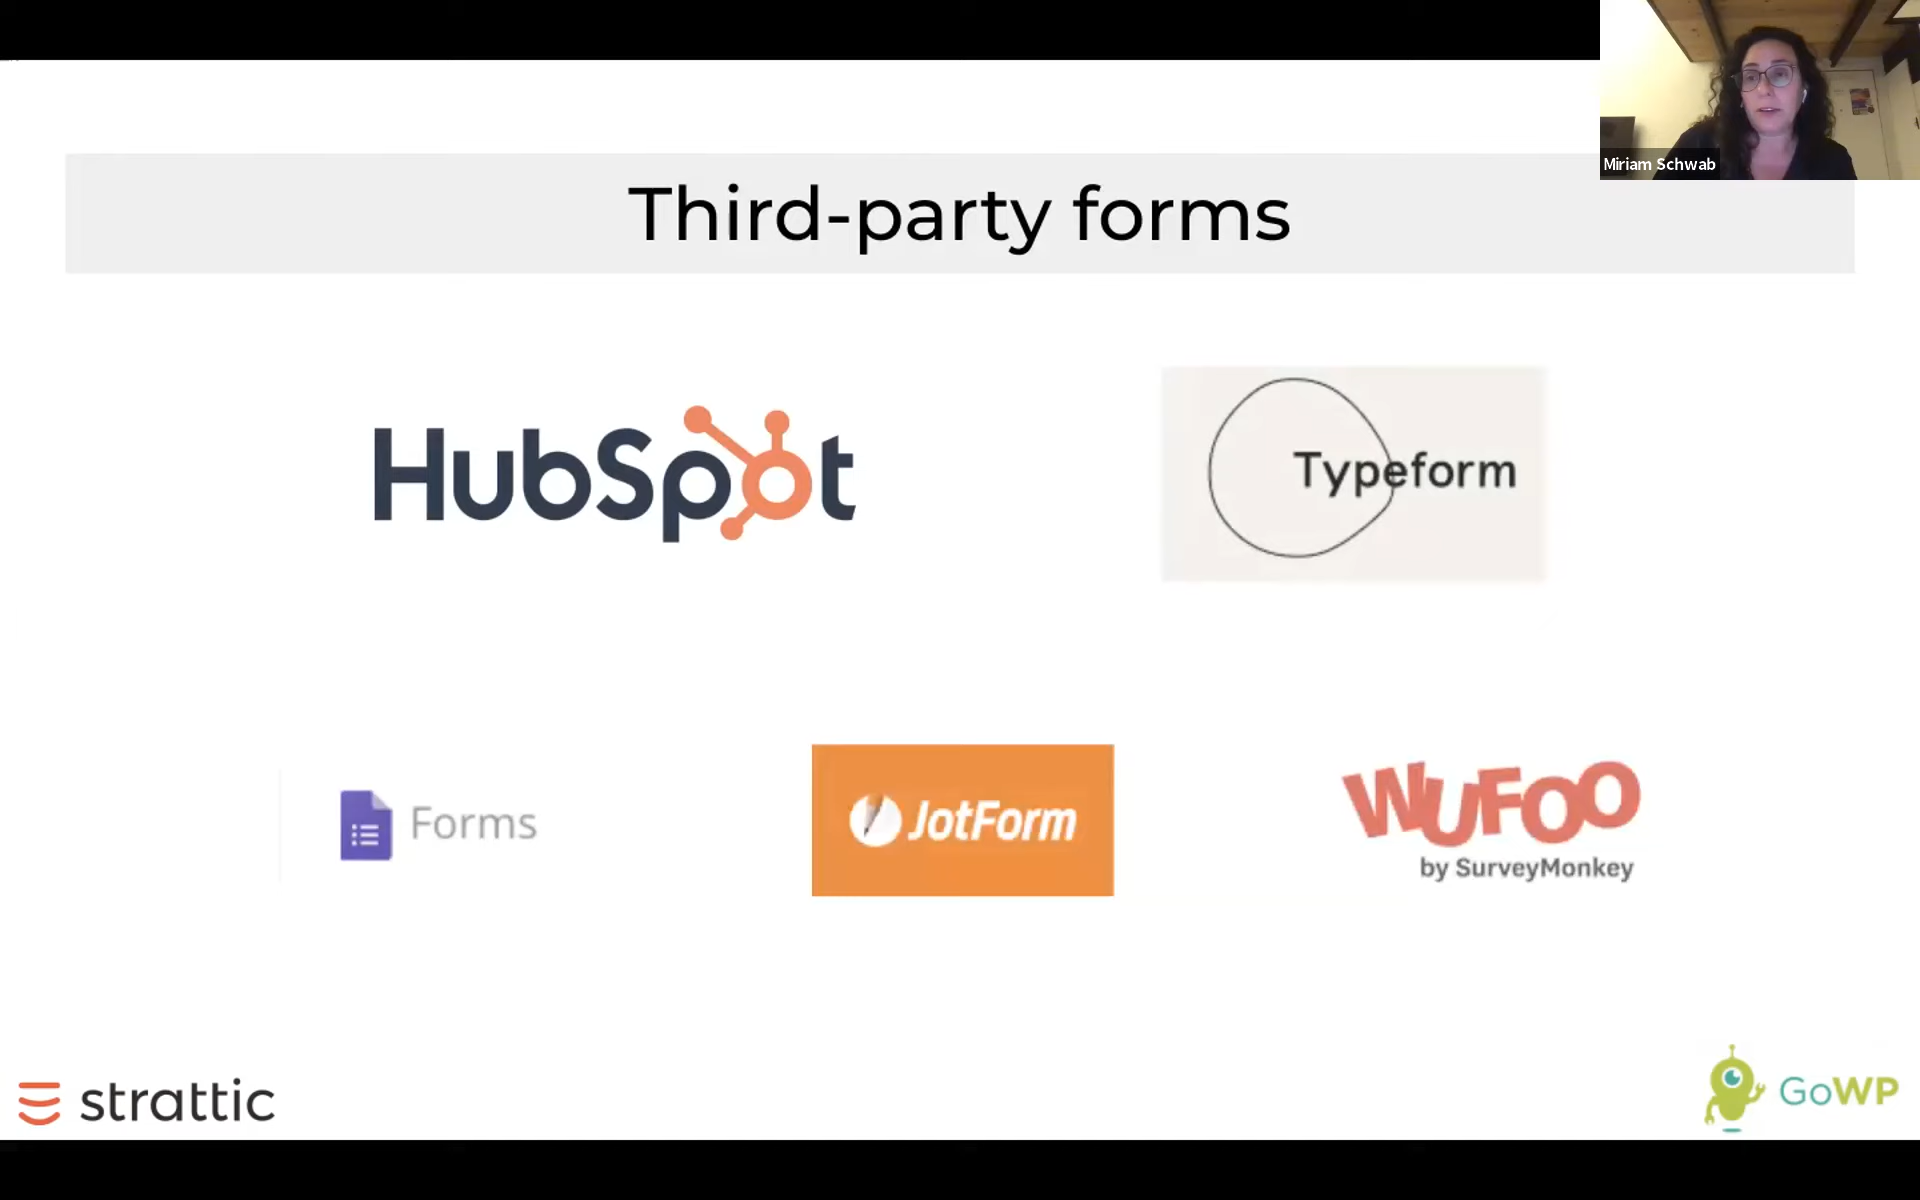 Miriam Schwab
Third-party forms
HubSpot
Typeform
Forms
JotForm
WUFOO
by SurveyMonkey
strattic
GoWP